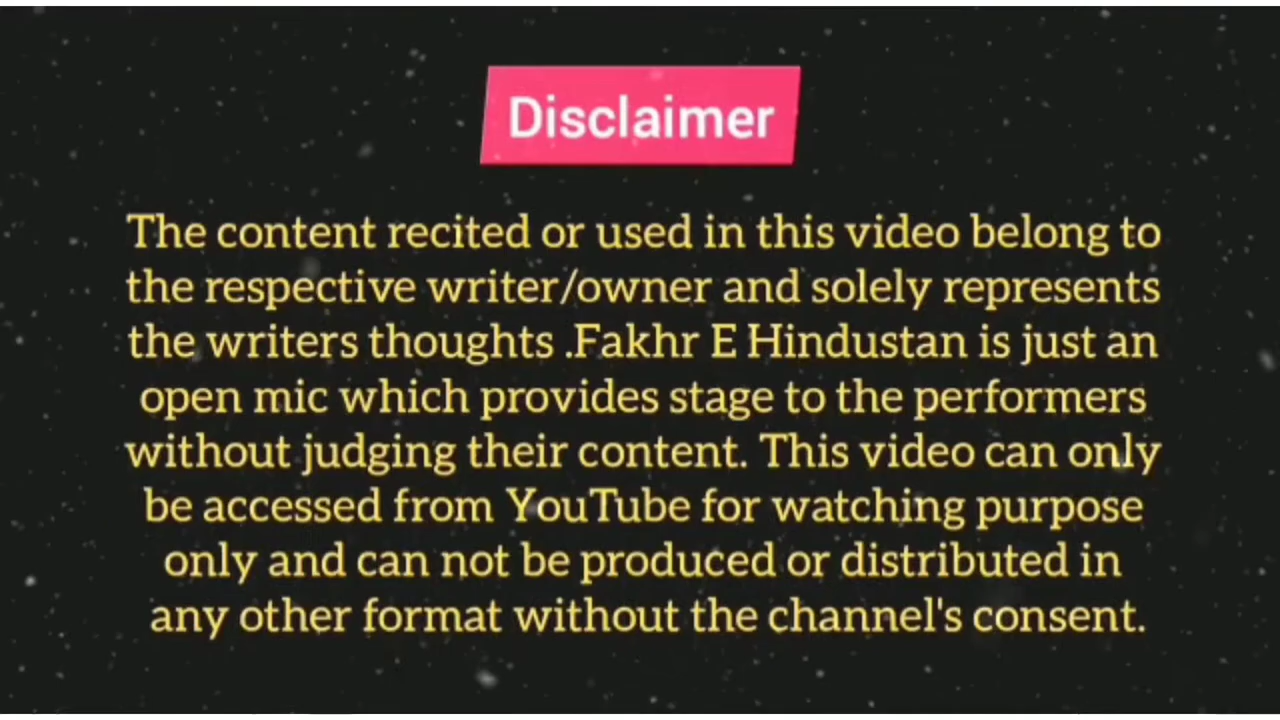 Disclaimer
The content recited or used in this video belong to
the respective writer/owner and solely represents
the writers thoughts .Fakhr E Hindustan is just an
open mic which provides stage to the performers
without judging their content. This video can only
be accessed from YouTube for watching purpose
only and can not be produced or distributed in
any other format without the channel's consent.